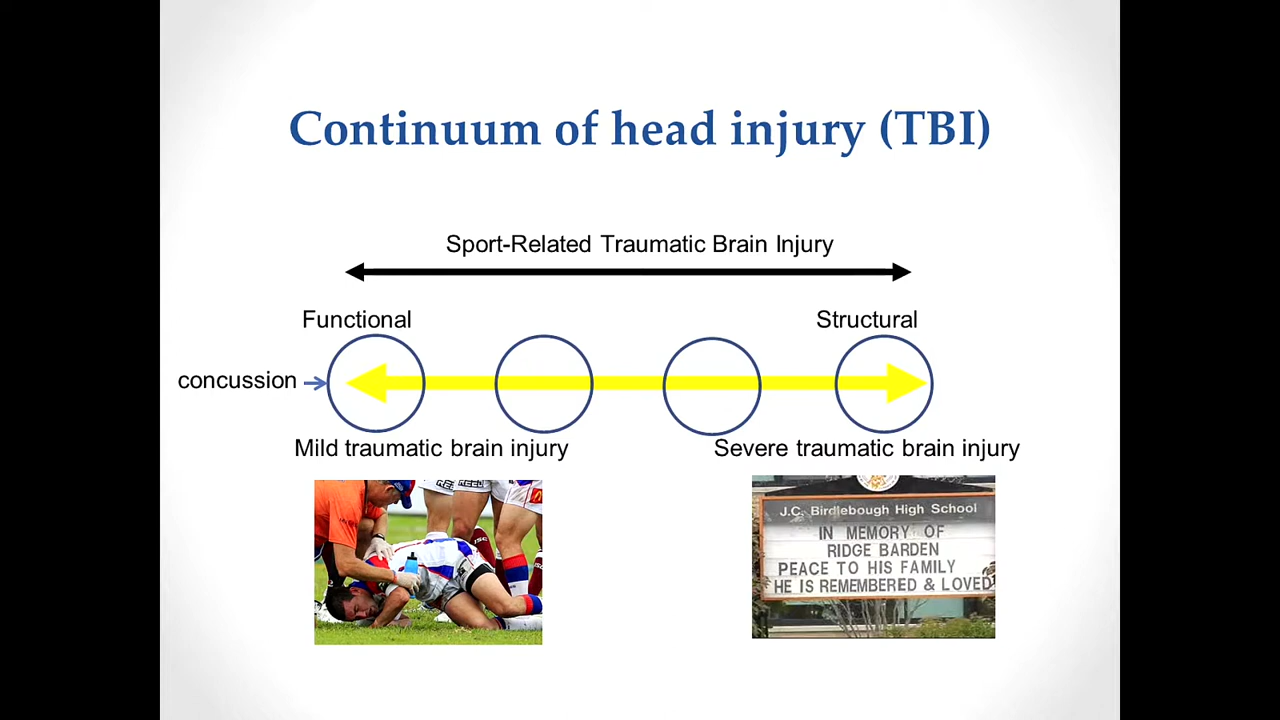 Continuum of head injury (TBI)
Sport-Related Traumatic Brain Injury
Functional
Structural
concussion
Mild traumatic brain injury
Severe traumatic brain injury
J.C. Birdlebough High School
IN MEMORY OF
RIDGE BARDEN
PEACE TO HIS FAMILY
HE IS REMEMBERED & LOVED